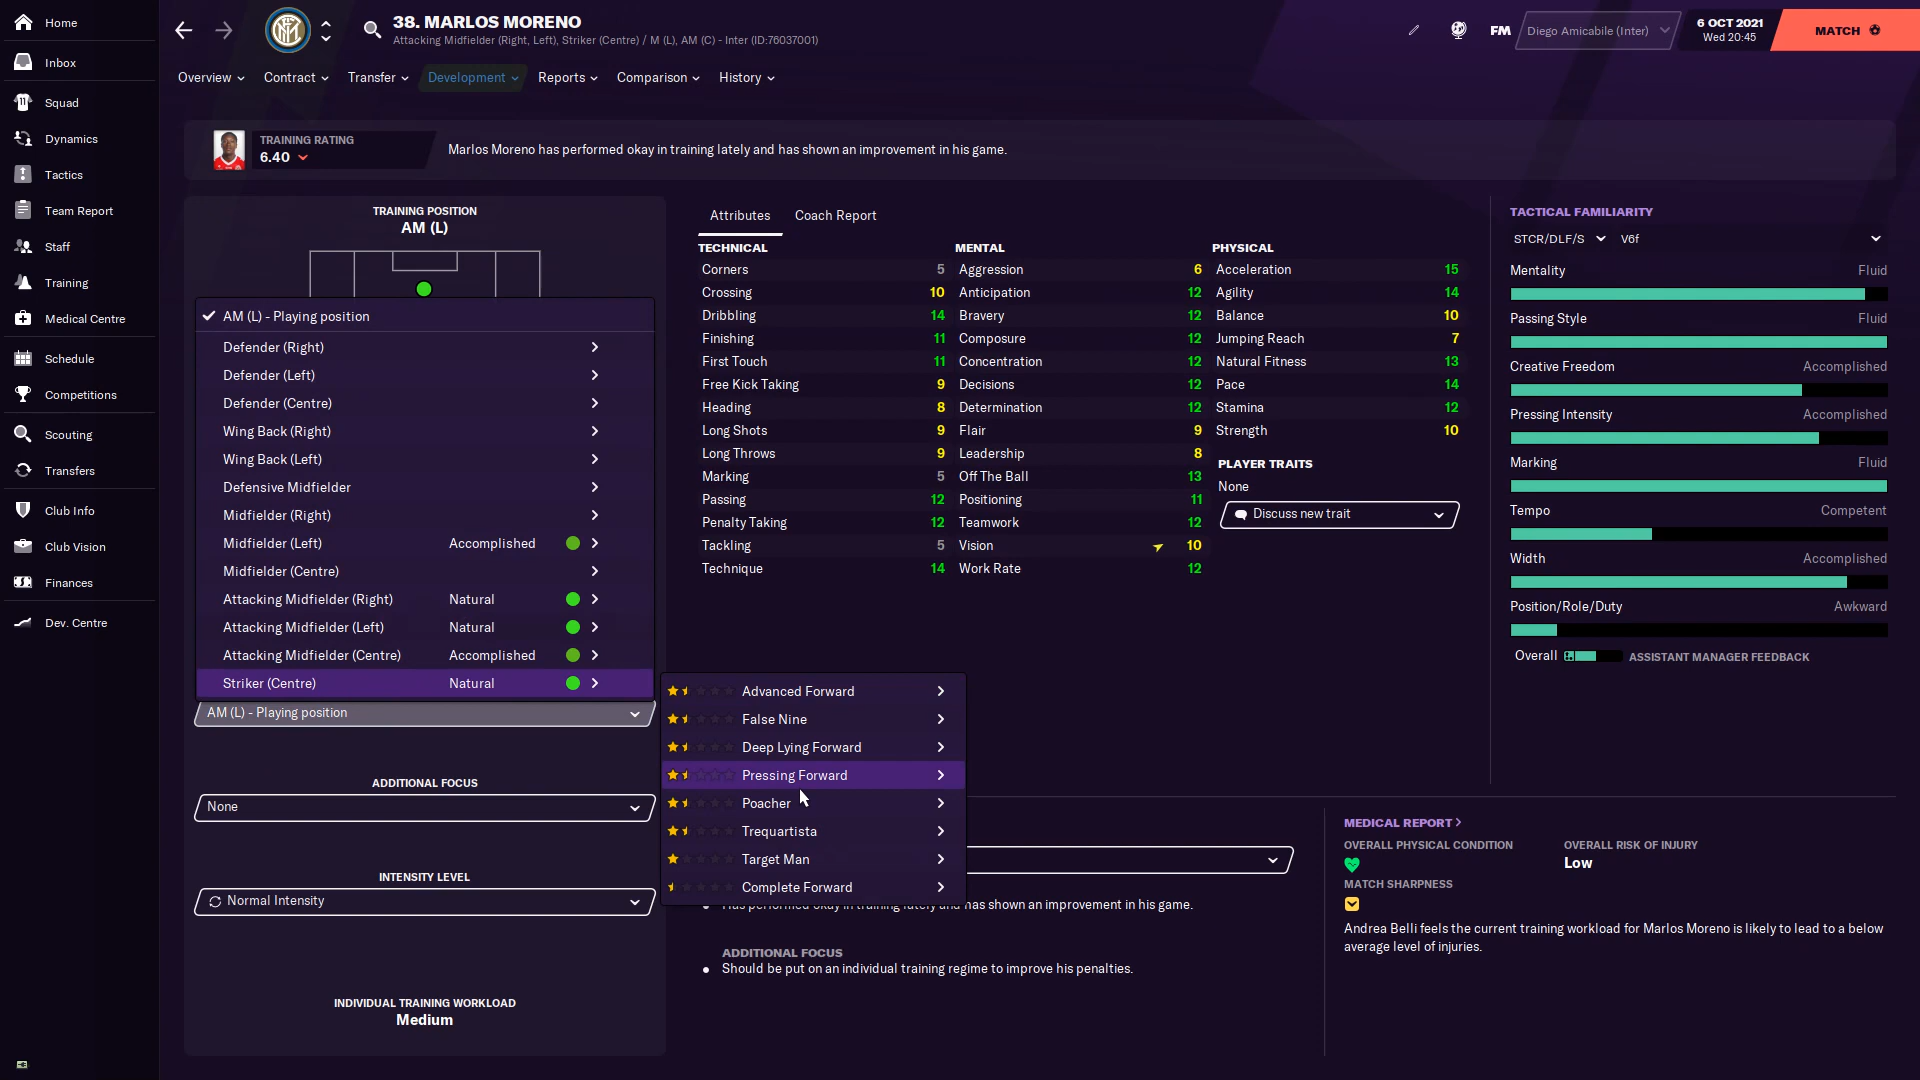 Home
Inbox
Squad
Dynamics
Tactics
Team Report
Staff
Training
Medical Centre
Schedule
Competitions
Scouting
Transfers
Club Info
Club Vision
Finances
Dev. Centre
38. MARLOS MORENO
Attacking Midfielder (Right, Left), Striker (Centre) / M (L), AM (C) - Inter (ID:76037001)
FM
Diego Amicabile (Inter)
6 OCT 2021
Wed 20:45
MATCH
Overview
Contract
Transfer
Development
Reports
Comparison
History
TRAINING RATING
6.40
Marlos Moreno has performed okay in training lately and has shown an improvement in his game.
TRAINING POSITION
AM (L)
AM (L) - Playing position
Defender (Right)
Defender (Left)
Defender (Centre)
Wing Back (Right)
Wing Back (Left)
Defensive Midfielder
Midfielder (Right)
Midfielder (Left) Accomplished
Midfielder (Centre)
Attacking Midfielder (Right) Natural
Attacking Midfielder (Left) Natural
Attacking Midfielder (Centre) Accomplished
Striker (Centre) Natural
AM (L) - Playing position
ADDITIONAL FOCUS
None
INTENSITY LEVEL
Normal Intensity
INDIVIDUAL TRAINING WORKLOAD
Medium
Advanced Forward
False Nine
Deep Lying Forward
Pressing Forward
Poacher
Trequartista
Target Man
Complete Forward
Attributes
Coach Report
TECHNICAL
Corners 5
Crossing 10
Dribbling 14
Finishing 11
First Touch 11
Free Kick Taking 9
Heading 8
Long Shots 9
Long Throws 9
Marking 5
Passing 12
Penalty Taking 12
Tackling 5
Technique 14
MENTAL
Aggression 6
Anticipation 12
Bravery 12
Composure 12
Concentration 12
Decisions 12
Determination 12
Flair 9
Leadership 8
Off The Ball 13
Positioning 11
Teamwork 12
Vision 10
Work Rate 12
PHYSICAL
Acceleration 15
Agility 14
Balance 10
Jumping Reach 7
Natural Fitness 13
Pace 14
Stamina 12
Strength 10
PLAYER TRAITS
None
Discuss new trait
Has performed okay in training lately and has shown an improvement in his game.
ADDITIONAL FOCUS
Should be put on an individual training regime to improve his penalties.
TACTICAL FAMILIARITY
STCR/DLF/S
V6f
Mentality Fluid
Passing Style Fluid
Creative Freedom Accomplished
Pressing Intensity Accomplished
Marking Fluid
Tempo Competent
Width Accomplished
Position/Role/Duty Awkward
Overall
ASSISTANT MANAGER FEEDBACK
MEDICAL REPORT
OVERALL PHYSICAL CONDITION
OVERALL RISK OF INJURY
Low
MATCH SHARPNESS
Andrea Belli feels the current training workload for Marlos Moreno is likely to lead to a below
average level of injuries.